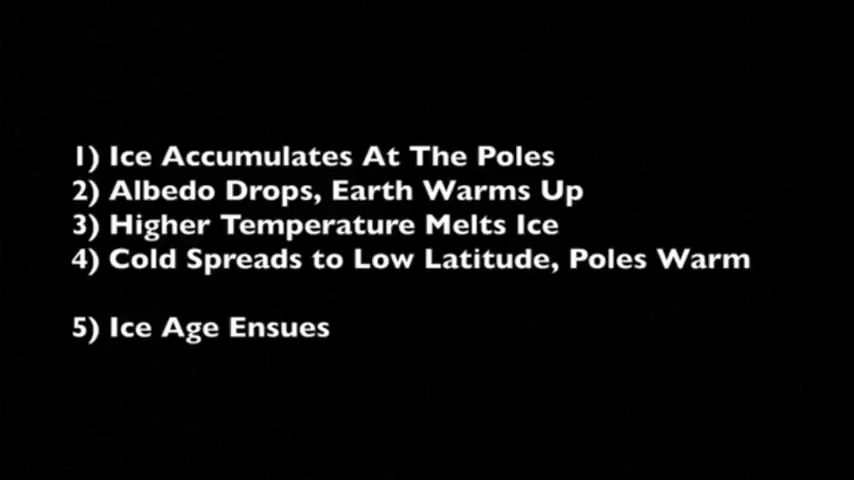 1) Ice Accumulates At The Poles
2) Albedo Drops, Earth Warms Up
3) Higher Temperature Melts Ice
4) Cold Spreads to Low Latitude, Poles Warm
5) Ice Age Ensues